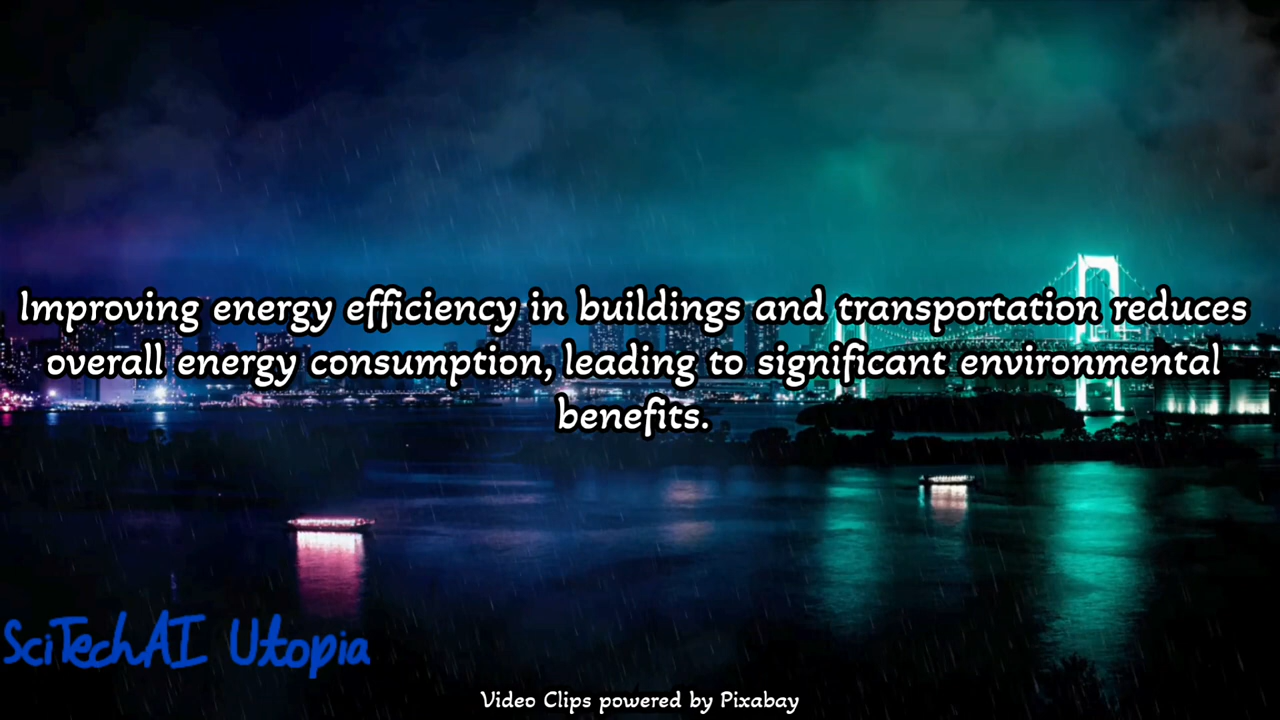 Improving energy efficiency in buildings and transportation reduces
overall energy consumption, leading to significant environmental
benefits.
SciTechAI Utopia
Video Clips powered by Pixabay